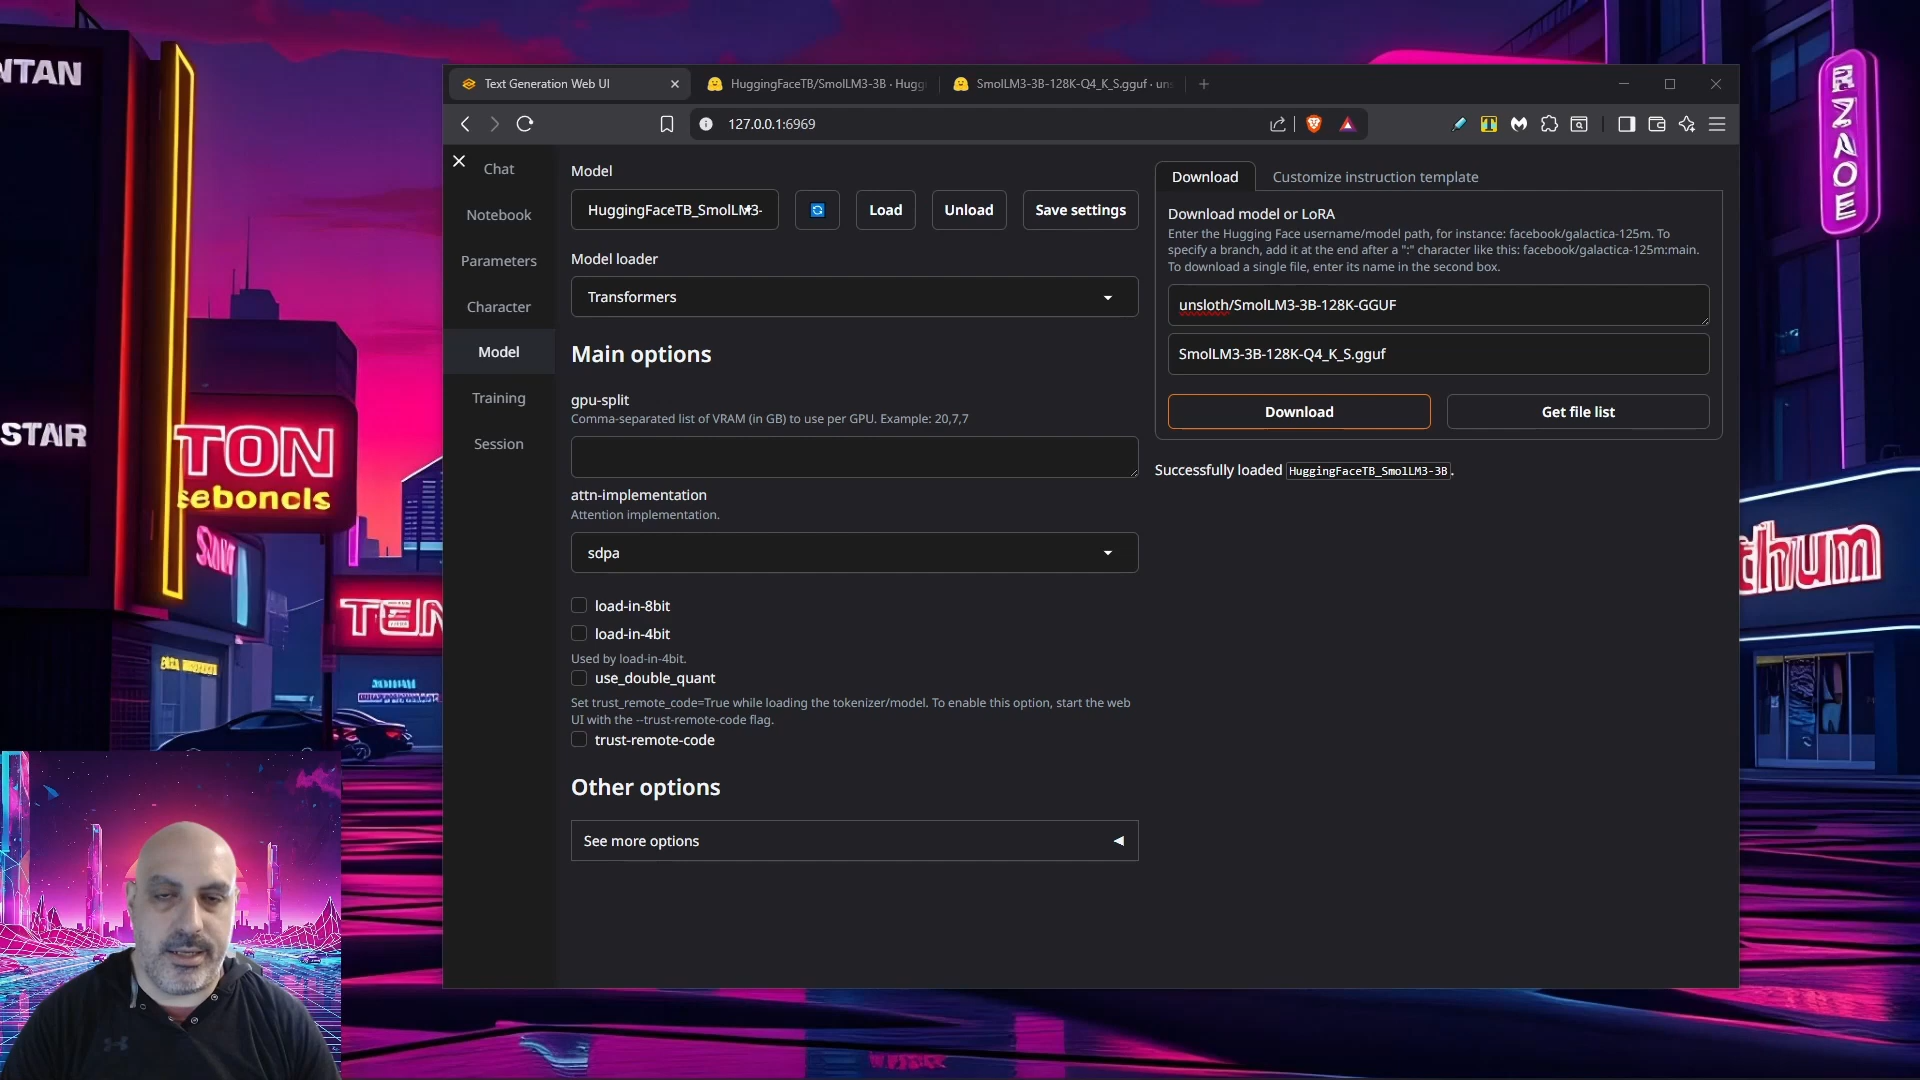 NTAN
STAR
TON
seboncls
TEN
thum
Text Generation Web UI
HuggingFaceTB/SmolLM3-3B · Hugg
SmolLM3-3B-128K-Q4_K_S.gguf · uns
127.0.0.1:6969
Chat
Notebook
Parameters
Character
Model
Training
Session
Model
HuggingFaceTB_SmolLM3-
Load
Unload
Save settings
Model loader
Transformers
Main options
gpu-split
Comma-separated list of VRAM (in GB) to use per GPU. Example: 20,7,7
attn-implementation
Attention implementation.
sdpa
load-in-8bit
load-in-4bit
Used by load-in-4bit.
use_double_quant
Set trust_remote_code=True while loading the tokenizer/model. To enable this option, start the web
UI with the --trust-remote-code flag.
trust-remote-code
Other options
See more options
Download
Customize instruction template
Download model or LoRA
Enter the Hugging Face username/model path, for instance: facebook/galactica-125m. To
specify a branch, add it at the end after a ":" character like this: facebook/galactica-125m:main.
To download a single file, enter its name in the second box.
unsloth/SmolLM3-3B-128K-GGUF
SmolLM3-3B-128K-Q4_K_S.gguf
Download
Get file list
Successfully loaded HuggingFaceTB_SmolLM3-3B.